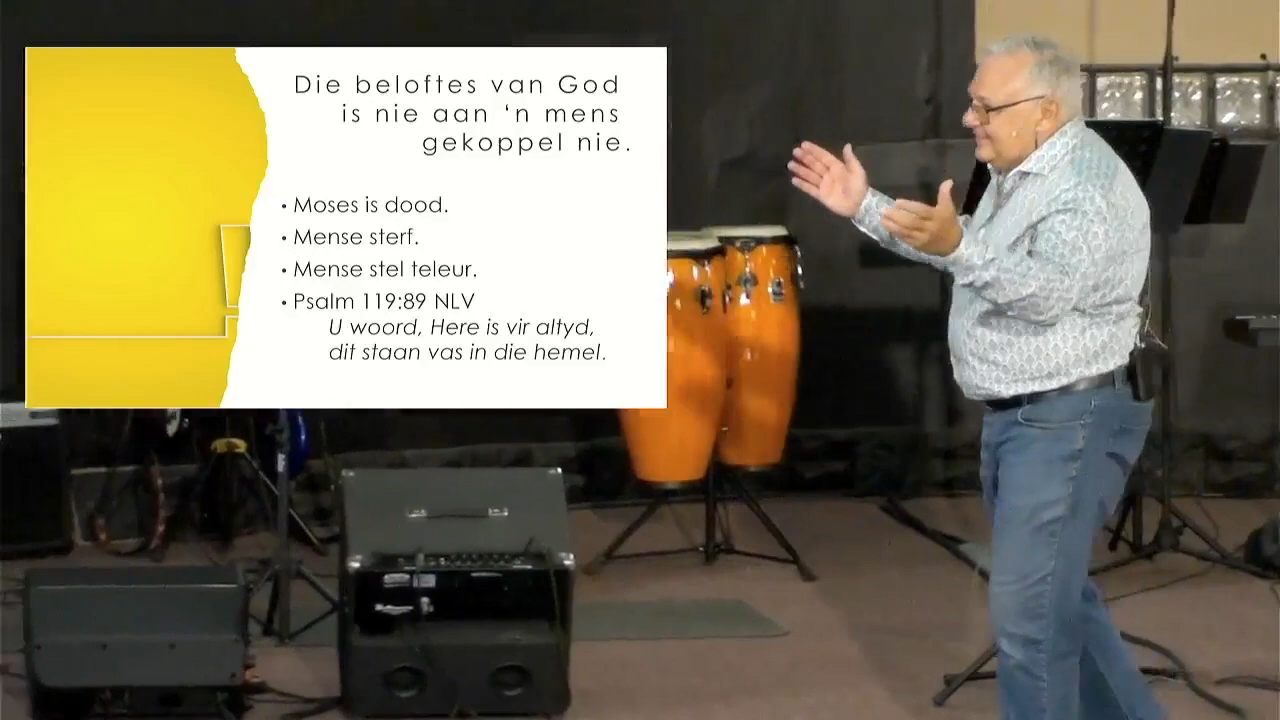 Die beloftes van God
is nie aan ‘n mens
gekoppel nie.
• Moses is dood.
• Mense sterf.
• Mense stel teleur.
• Psalm 119:89 NLV
U woord, Here is vir altyd,
dit staan vas in die hemel.